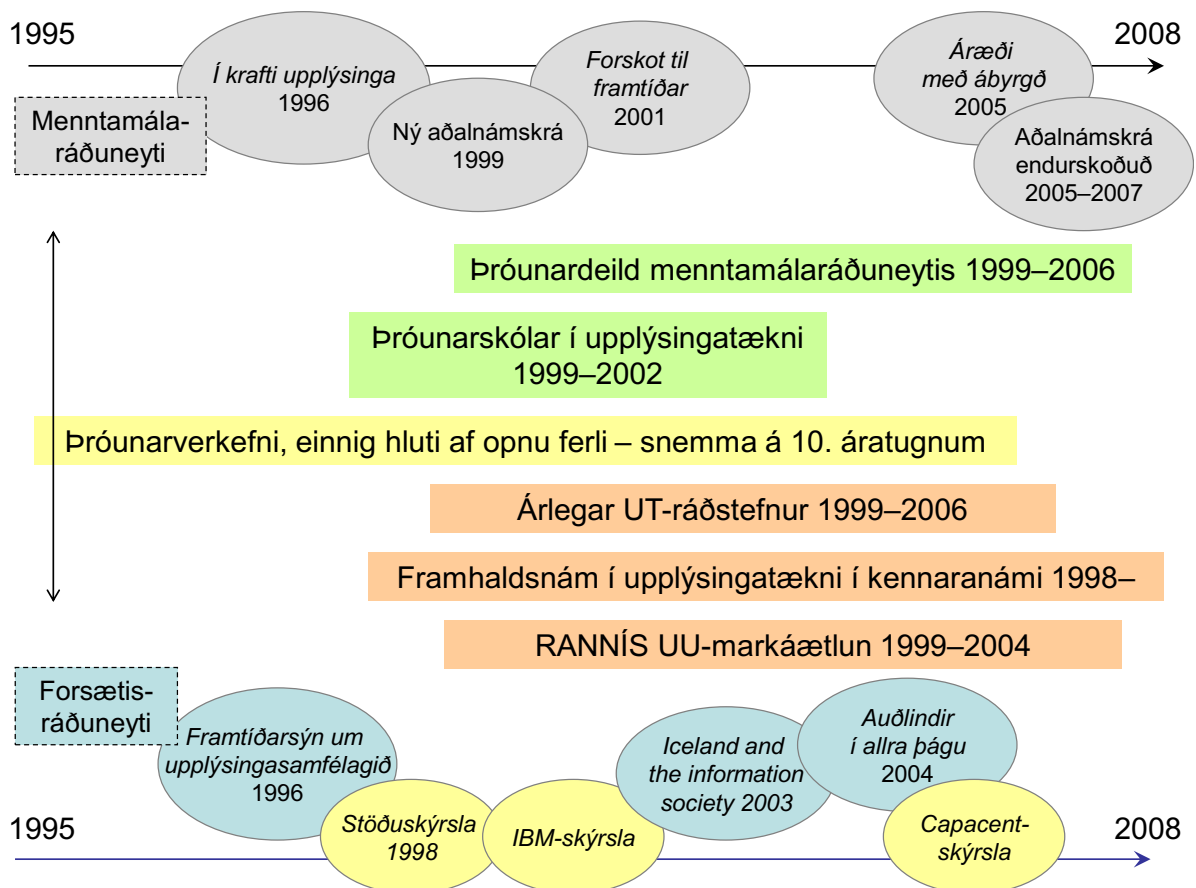 1995
2008
Í krafti upplýsinga
1996
Forskot til
framtíðar
2001
Áræði
með ábyrgð
2005
Menntamála-
ráðuneyti
Ný aðalnámskrá
1999
Aðalnámskrá
endurskoðuð
2005–2007
Þróunardeild menntamálaráðuneytis 1999–2006
Þróunarskólar í upplýsingatækni
1999–2002
Þróunarverkefni, einnig hluti af opnu ferli – snemma á 10. áratugnum
Árlegar UT-ráðstefnur 1999–2006
Framhaldsnám í upplýsingatækni í kennaranámi 1998–
RANNÍS UU-markáætlun 1999–2004
Forsætis-
ráðuneyti
Framtíðarsýn um
upplýsingasamfélagið
1996
Iceland and
the information
society 2003
Auðlindir
í allra þágu
2004
Stöðuskýrsla
1998
IBM-skýrsla
Capacent-
skýrsla
1995
2008